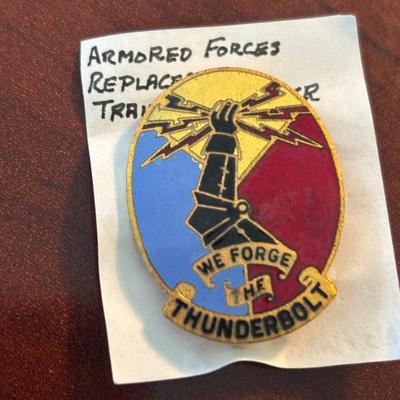 ARMORED FORCES
WE FORGE
THE
THUNDERBOLT